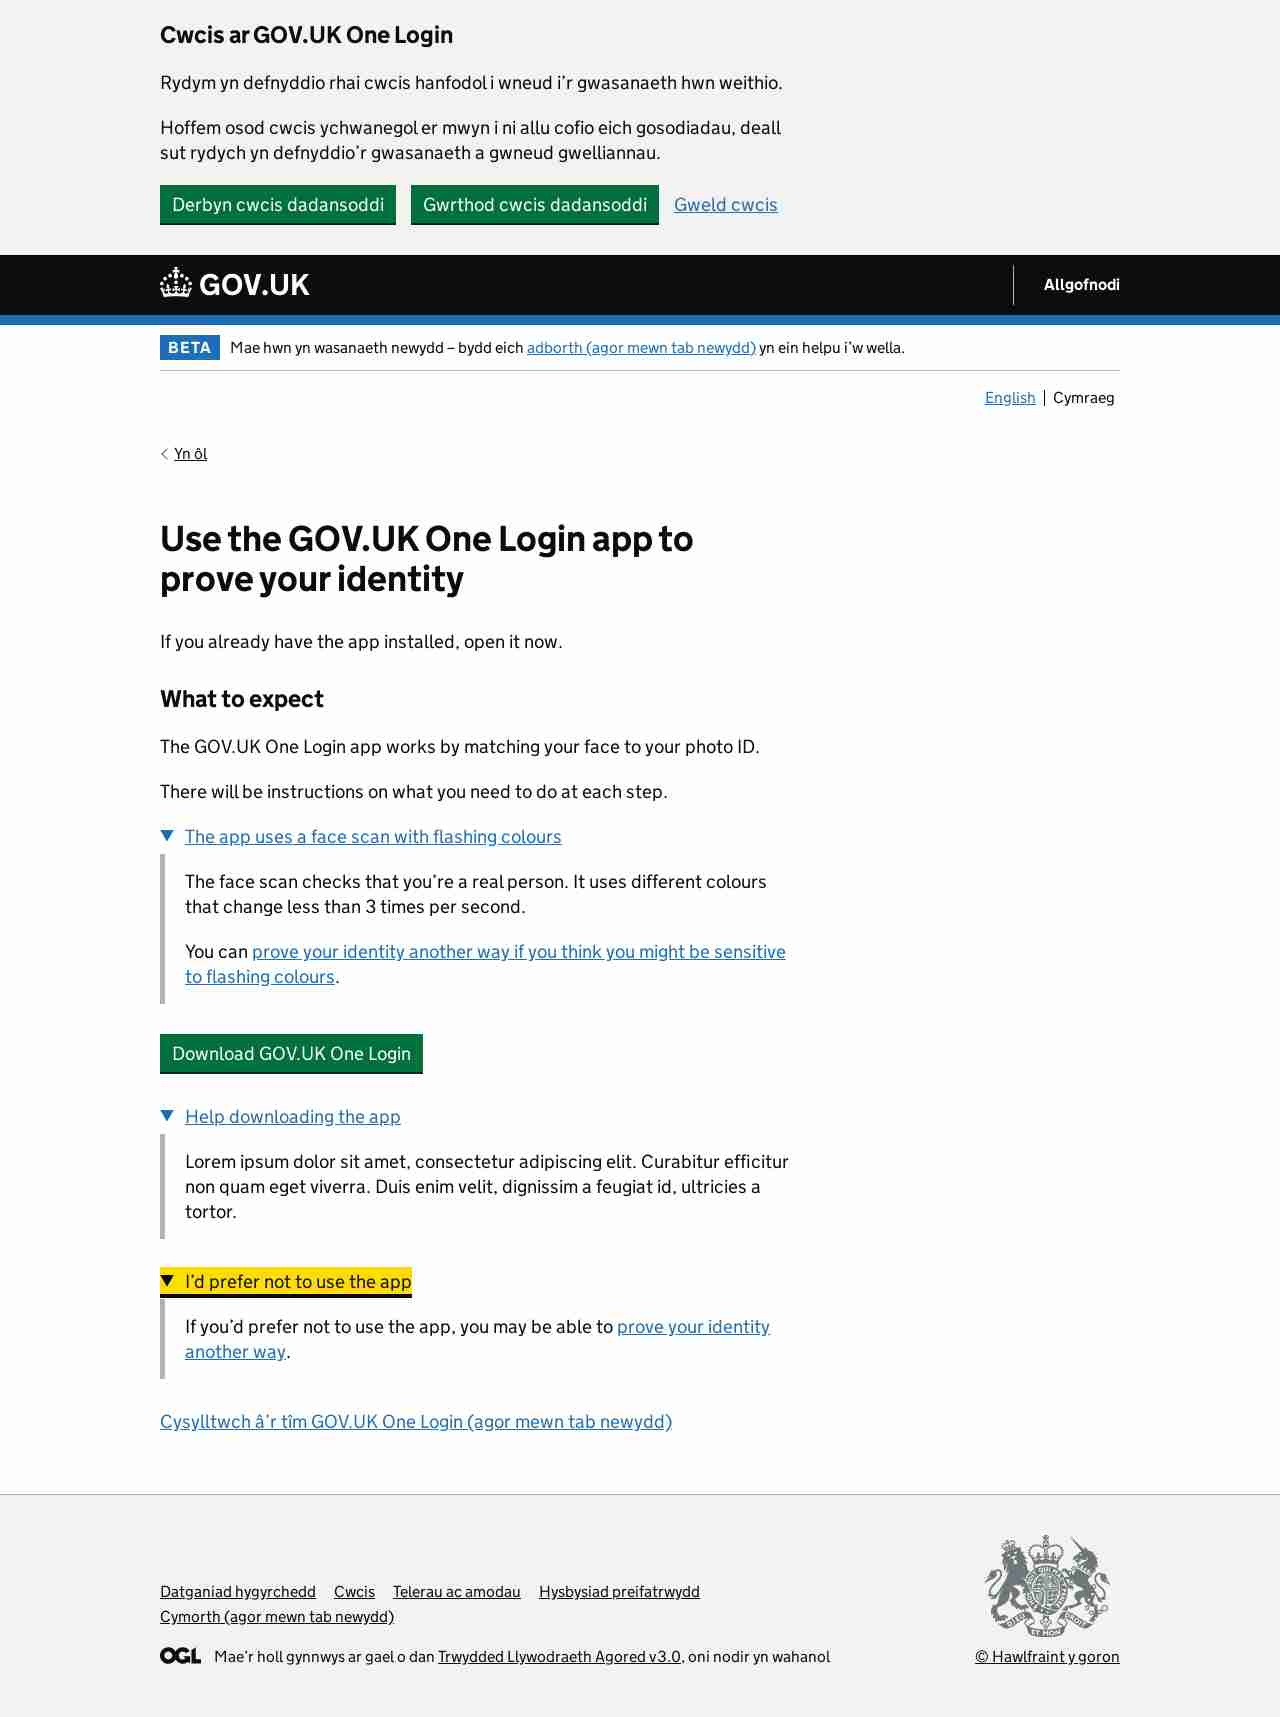 Cwcis ar GOV.UK One Login
Rydym yn defnyddio rhai cwcis hanfodol i wneud i’r gwasanaeth hwn weithio.
Hoffem osod cwcis ychwanegol er mwyn i ni allu cofio eich gosodiadau, deall
sut rydych yn defnyddio’r gwasanaeth a gwneud gwelliannau.
Derbyn cwcis dadansoddi Gwrthod cwcis dadansoddi Gweld cwcis
GOV.UK Allgofnodi
BETA Mae hwn yn wasanaeth newydd – bydd eich adborth (agor mewn tab newydd) yn ein helpu i’w wella.
English Cymraeg
Yn ôl
Use the GOV.UK One Login app to
prove your identity
If you already have the app installed, open it now.
What to expect
The GOV.UK One Login app works by matching your face to your photo ID.
There will be instructions on what you need to do at each step.
The app uses a face scan with flashing colours
The face scan checks that you’re a real person. It uses different colours
that change less than 3 times per second.
You can prove your identity another way if you think you might be sensitive
to flashing colours.
Download GOV.UK One Login
Help downloading the app
Lorem ipsum dolor sit amet, consectetur adipiscing elit. Curabitur efficitur
non quam eget viverra. Duis enim velit, dignissim a feugiat id, ultricies a
tortor.
I’d prefer not to use the app
If you’d prefer not to use the app, you may be able to prove your identity
another way.
Cysylltwch â’r tîm GOV.UK One Login (agor mewn tab newydd)
Datganiad hygyrchedd Cwcis Telerau ac amodau Hysbysiad preifatrwydd
Cymorth (agor mewn tab newydd)
OGL Mae’r holl gynnwys ar gael o dan Trwydded Llywodraeth Agored v3.0, oni nodir yn wahanol
© Hawlfraint y goron